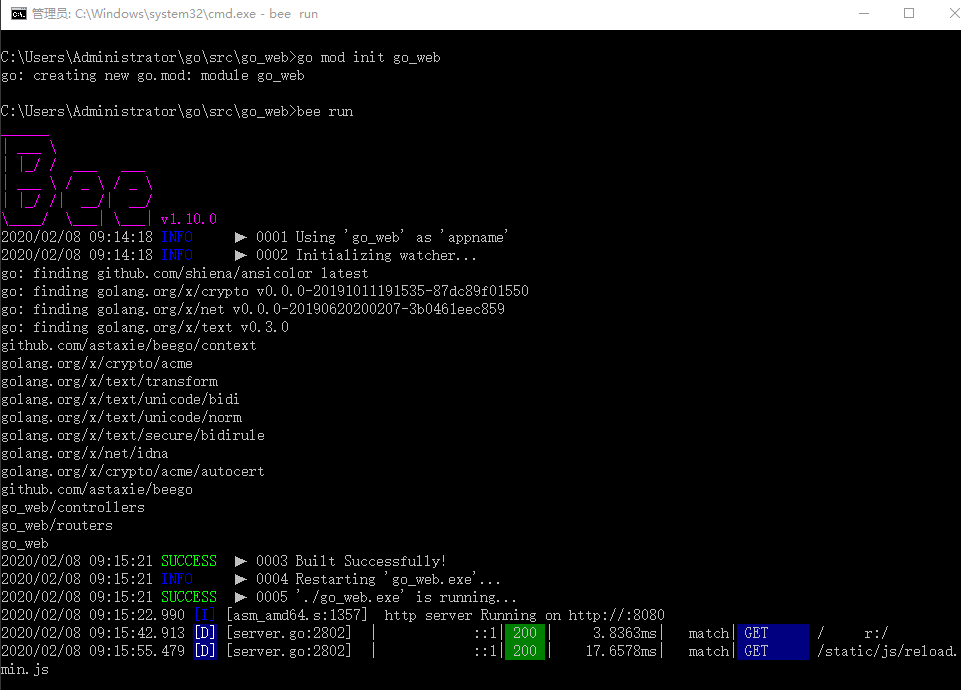 管理员: C:\Windows\system32\cmd.exe - bee  run
C:\Users\Administrator\go\src\go_web>go mod init go_web
go: creating new go.mod: module go_web
C:\Users\Administrator\go\src\go_web>bee run
______
| ___ \
| |_/ /  ___   ___
| ___ \ / _ \ / _ \
| |_/ /|  __/|  __/
\____/  \___| \___| v1.10.0
2020/02/08 09:14:18 INFO     ▶ 0001 Using 'go_web' as 'appname'
2020/02/08 09:14:18 INFO     ▶ 0002 Initializing watcher...
go: finding github.com/shiena/ansicolor latest
go: finding golang.org/x/crypto v0.0.0-20191011191535-87dc89f01550
go: finding golang.org/x/net v0.0.0-20190620200207-3b0461eec859
go: finding golang.org/x/text v0.3.0
github.com/astaxie/beego/context
golang.org/x/crypto/acme
golang.org/x/text/transform
golang.org/x/text/unicode/bidi
golang.org/x/text/unicode/norm
golang.org/x/text/secure/bidirule
golang.org/x/net/idna
golang.org/x/crypto/acme/autocert
github.com/astaxie/beego
go_web/controllers
go_web/routers
go_web
2020/02/08 09:15:21 SUCCESS  ▶ 0003 Built Successfully!
2020/02/08 09:15:21 INFO     ▶ 0004 Restarting 'go_web.exe'...
2020/02/08 09:15:21 SUCCESS  ▶ 0005 './go_web.exe' is running...
2020/02/08 09:15:22.990 [I] [asm_amd64.s:1357]  http server Running on http://:8080
2020/02/08 09:15:42.913 [D] [server.go:2802]  |            ::1| 200 |     3.8363ms|   match| GET      /     r:/
2020/02/08 09:15:55.479 [D] [server.go:2802]  |            ::1| 200 |    17.6578ms|   match| GET      /static/js/reload.
min.js